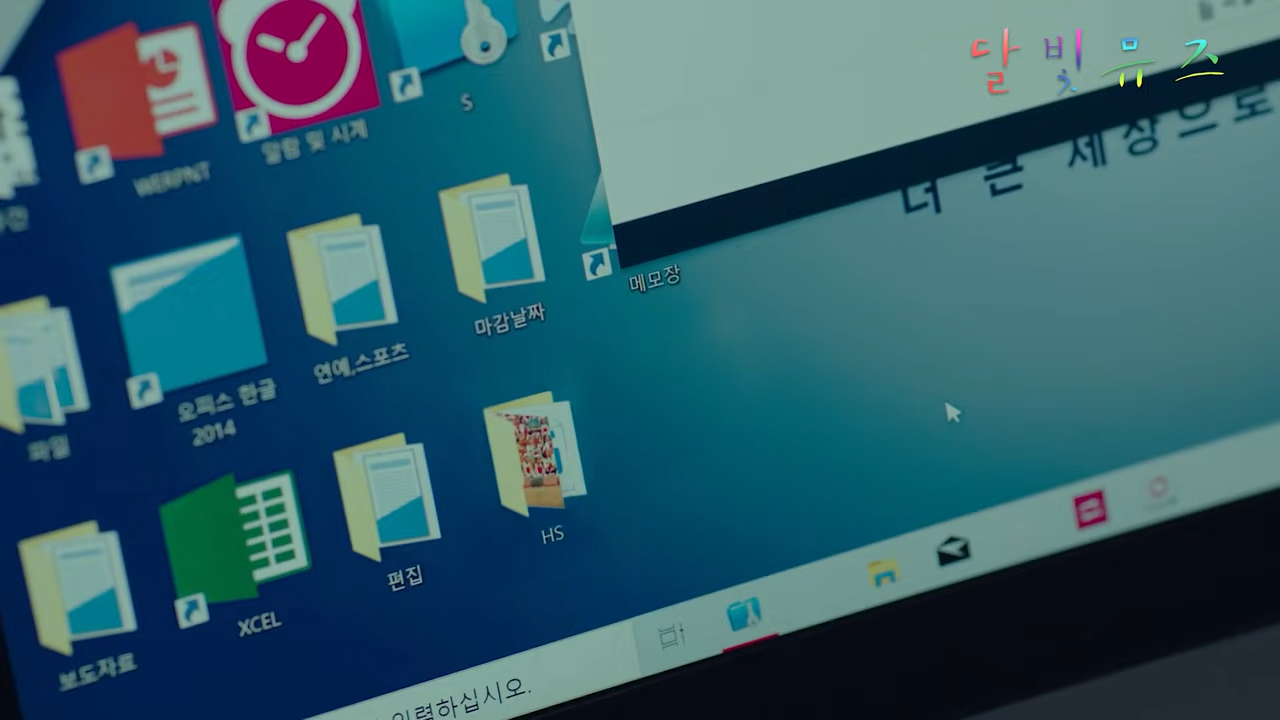 달빛뮤즈
S
알람 및 시계
WERPNT
더 큰 세상으로
메모장
마감날짜
연예,스포츠
오피스 한글
2014
파일
HS
편집
XCEL
보도자료
입력하십시오.